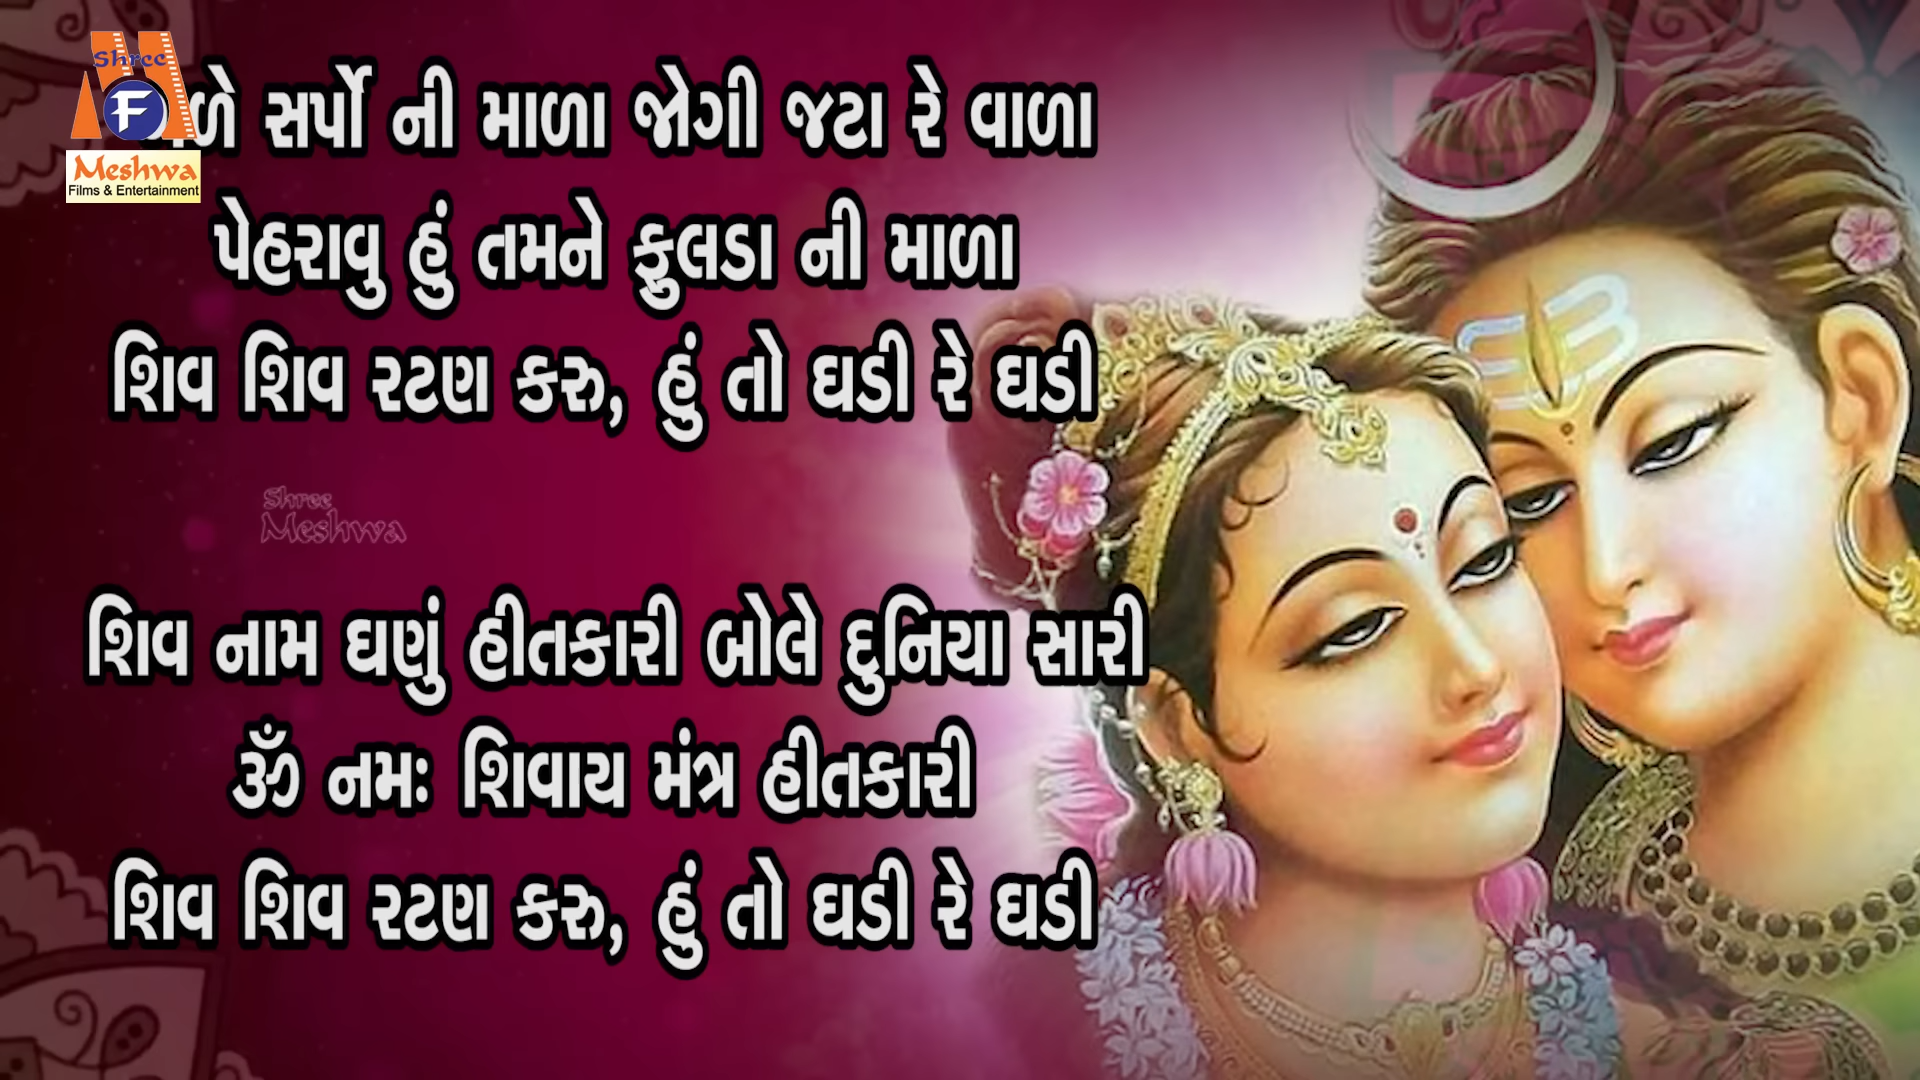 Shree
F
Meshwa
Films & Entertainment
સર્પો ની માળા જોગી જટા રે વાળા
પેહરાવુ હું તમને ફુલડા ની માળા
શિવ શિવ રટણ કરુ, હું તો ઘડી રે ઘડી
Shree
Meshwa
શિવ નામ ઘણું હીતકારી બોલે દુનિયા સારી
ૐ નમઃ શિવાય મંત્ર હીતકારી
શિવ શિવ રટણ કરુ, હું તો ઘડી રે ઘડી